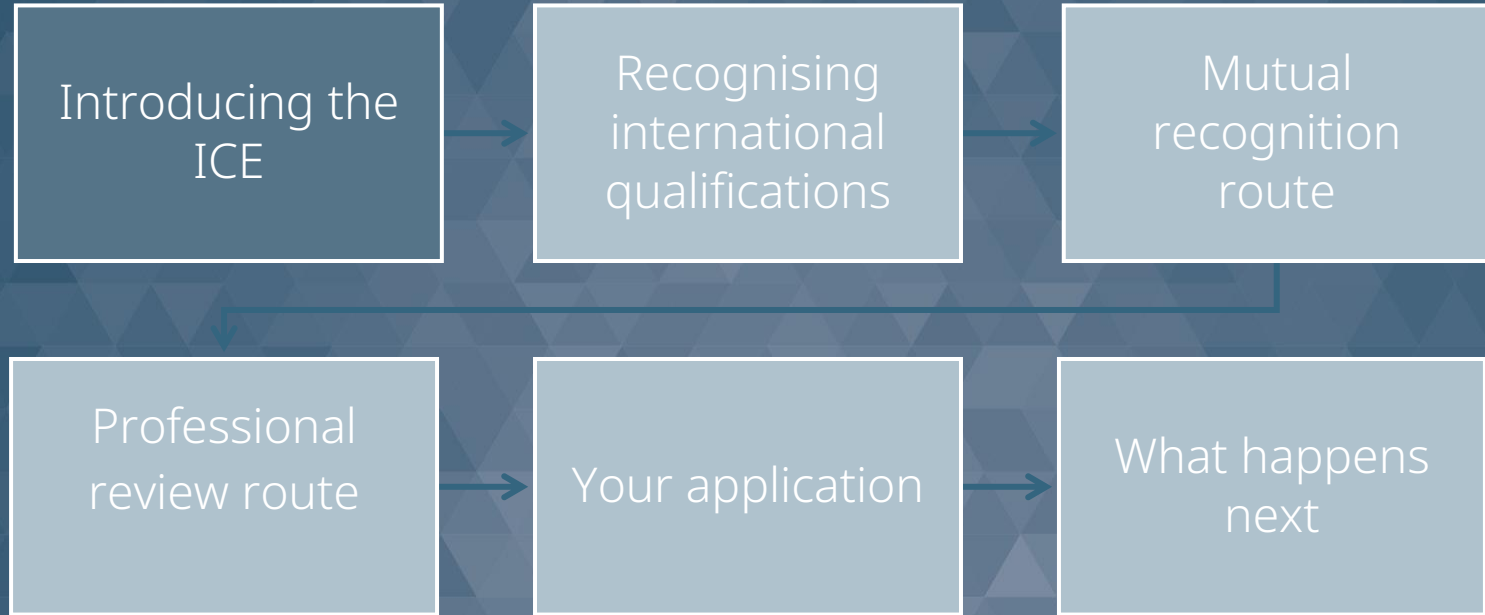 Introducing the
ICE
Recognising
international
qualifications
Mutual
recognition
route
Professional
review route
Your application
What happens
next